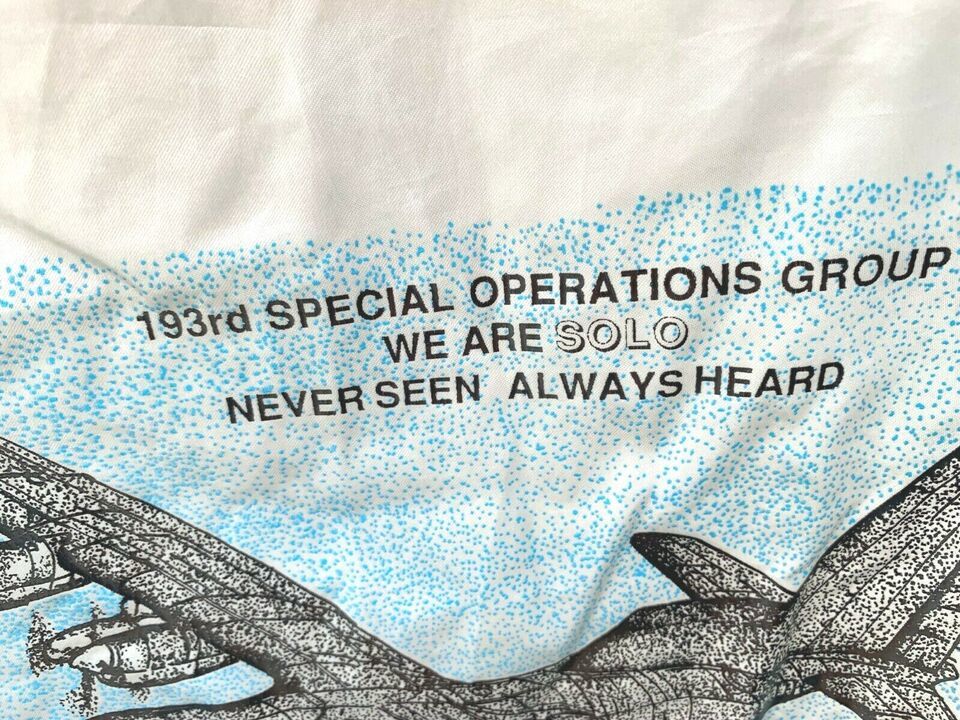 193rd SPECIAL OPERATIONS GROUP
WE ARE SOLO
NEVER SEEN ALWAYS HEARD